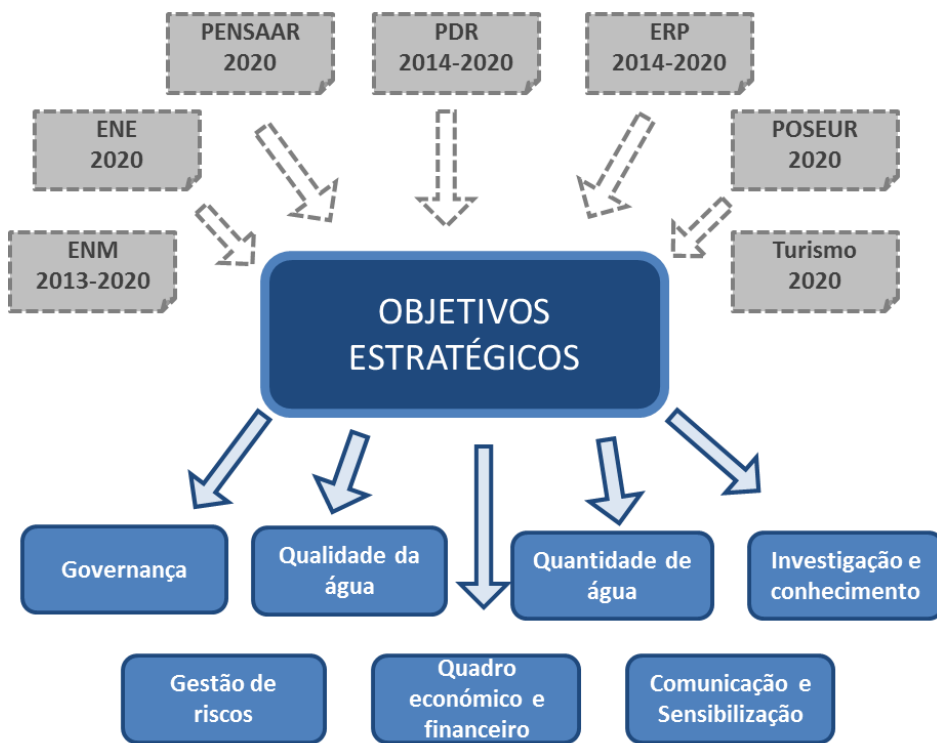 PENSAAR
2020
PDR
2014-2020
ERP
2014-2020
ENE
2020
POSEUR
2020
ENM
2013-2020
Turismo
2020
OBJETIVOS
ESTRATÉGICOS
Governança
Qualidade da
água
Quantidade de
água
Investigação e
conhecimento
Gestão de
riscos
Quadro
económico e
financeiro
Comunicação e
Sensibilização